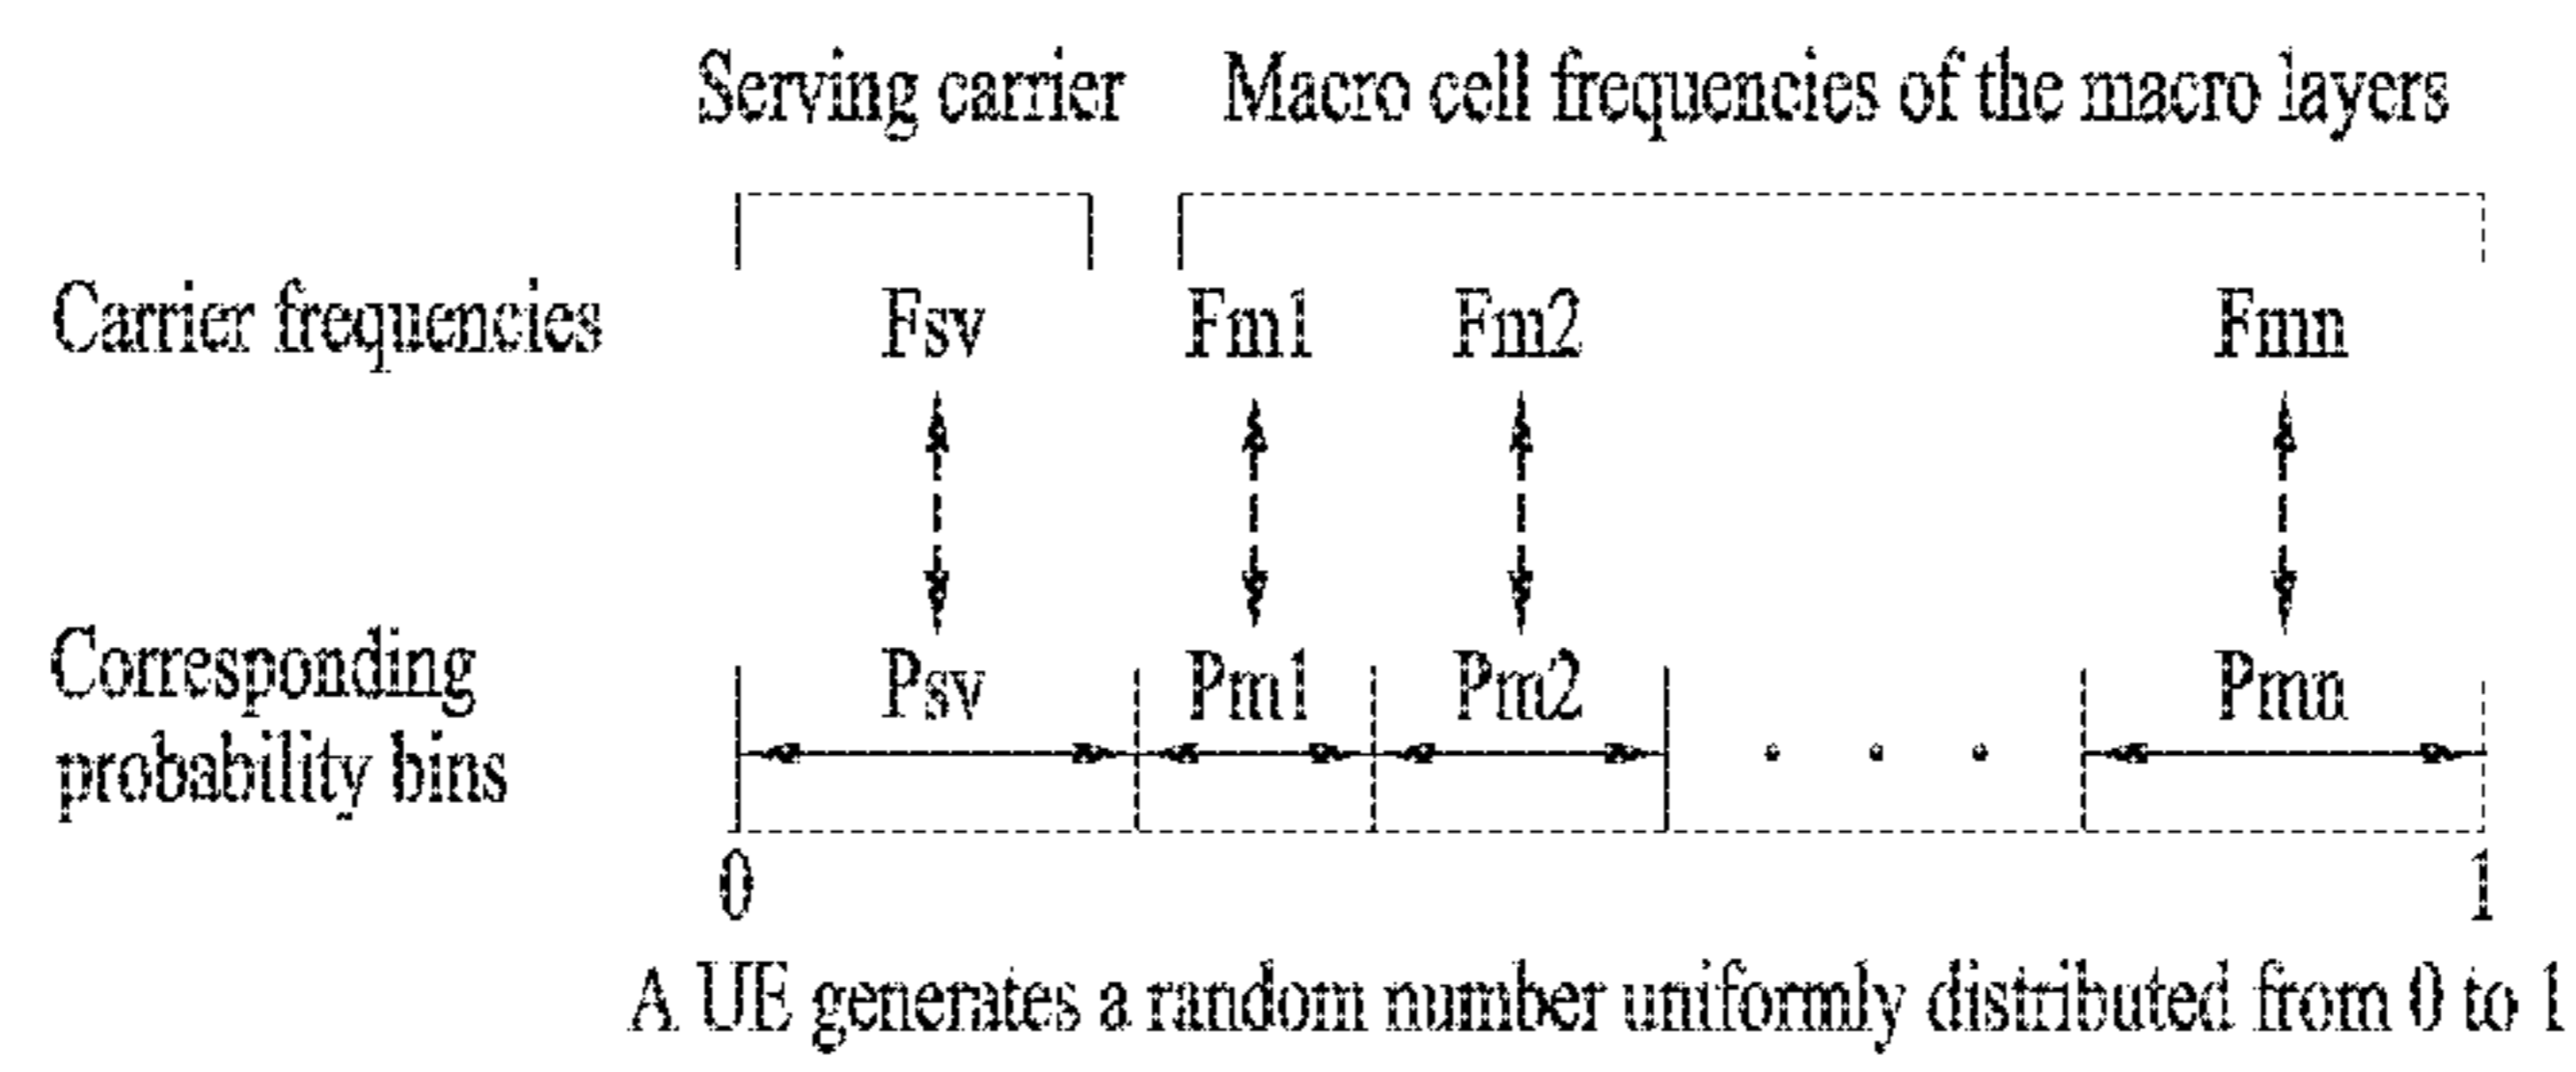 Serving carrier Macro cell frequencies of the macro layers
Carrier frequencies Fsv Fm1 Fm2 Fmn
Corresponding
probability bins
Psv Pm1 Pm2 Pmn
0 1
A UE generates a random number uniformly distributed from 0 to 1